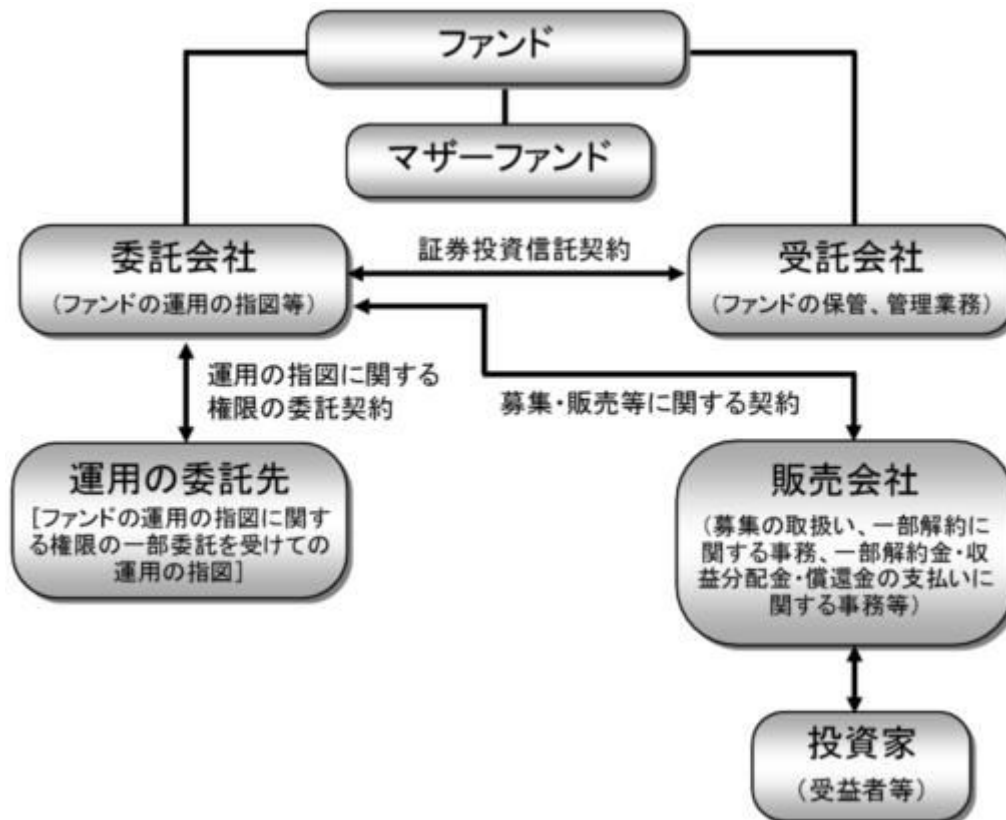 ファンド
マザーファンド
委託会社
(ファンドの運用の指図等)
証券投資信託契約
受託会社
(ファンドの保管、管理業務)
運用の指図に関する
権限の委託契約
募集・販売等に関する契約
運用の委託先
[ファンドの運用の指図に関す
る権限の一部委託を受けての
運用の指図]
販売会社
(募集の取扱い、一部解約に
関する事務、一部解約金・収
益分配金・償還金の支払いに
関する事務等)
投資家
(受益者等)